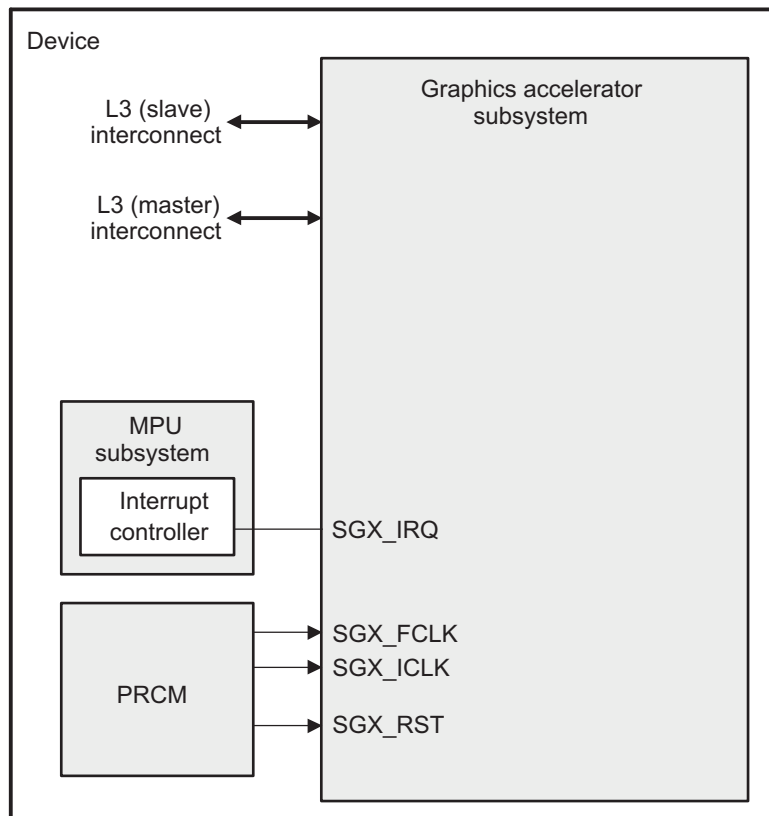 Device
Graphics accelerator
subsystem
L3 (slave)
interconnect
L3 (master)
interconnect
MPU
subsystem
Interrupt
controller
SGX_IRQ
PRCM
SGX_FCLK
SGX_ICLK
SGX_RST